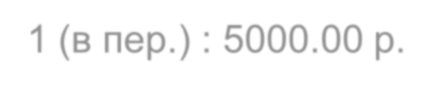 1 (в пер.) : 5000.00 р.